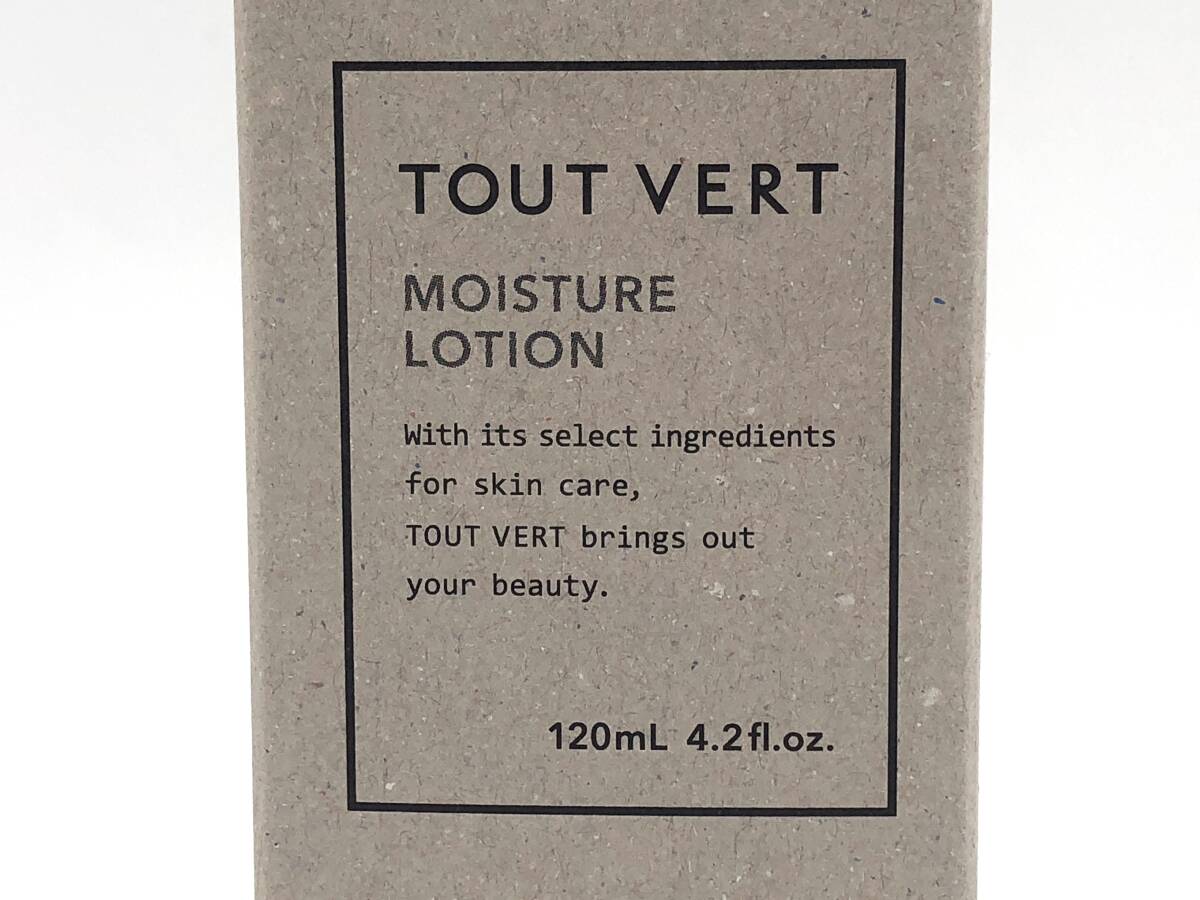 TOUT VERT
MOISTURE
LOTION
With its select ingredients
for skin care,
TOUT VERT brings out
your beauty.
120mL 4.2fl.oz.